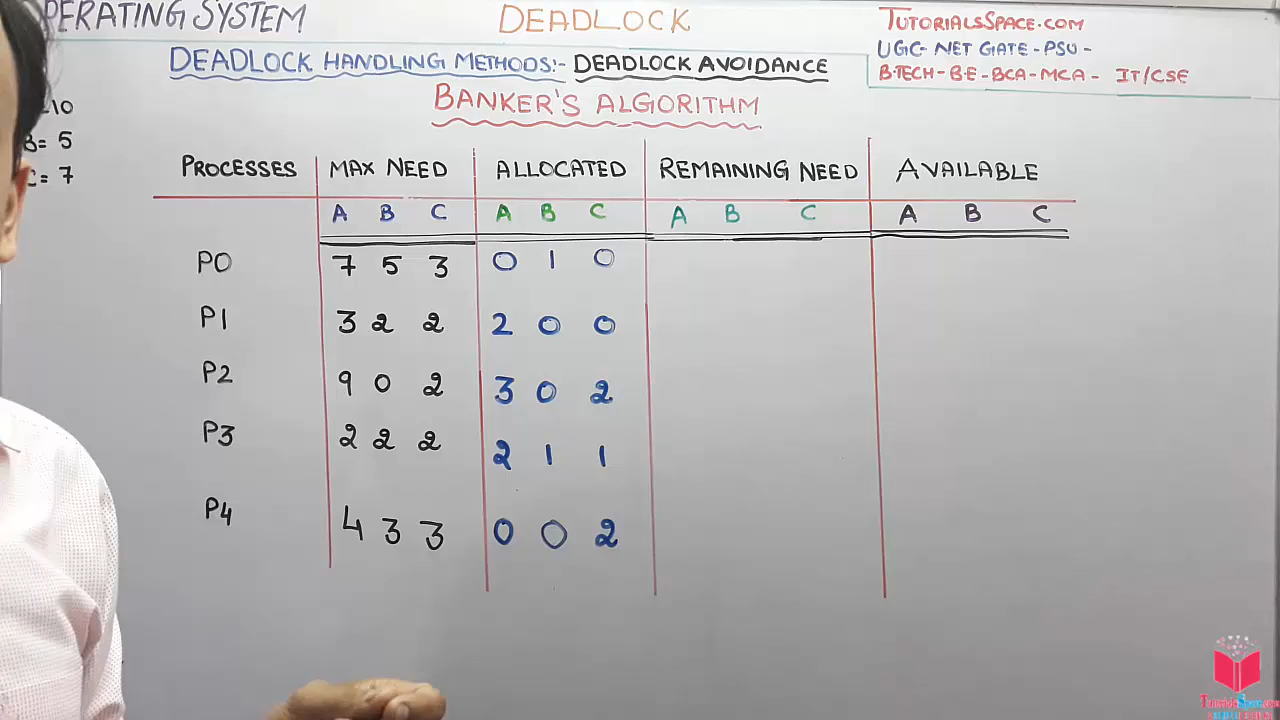 PERATING SYSTEM
DEADLOCK
TUTORIALSSPACE.COM
UGC-NET GATE-PSU-
B.TECH-B.E-BCA-MCA- IT/CSE
DEADLOCK HANDLING METHODS:- DEADLOCK AVOIDANCE
BANKER'S ALGORITHM
10
B= 5
C= 7
PROCESSES MAX NEED ALLOCATED REMAINING NEED AVAILABLE
A B C A B C A B C A B C
P0 7 5 3 0 1 0
P1 3 2 2 2 0 0
P2 9 0 2 3 0 2
P3 2 2 2 2 1 1
P4 4 3 3 0 0 2